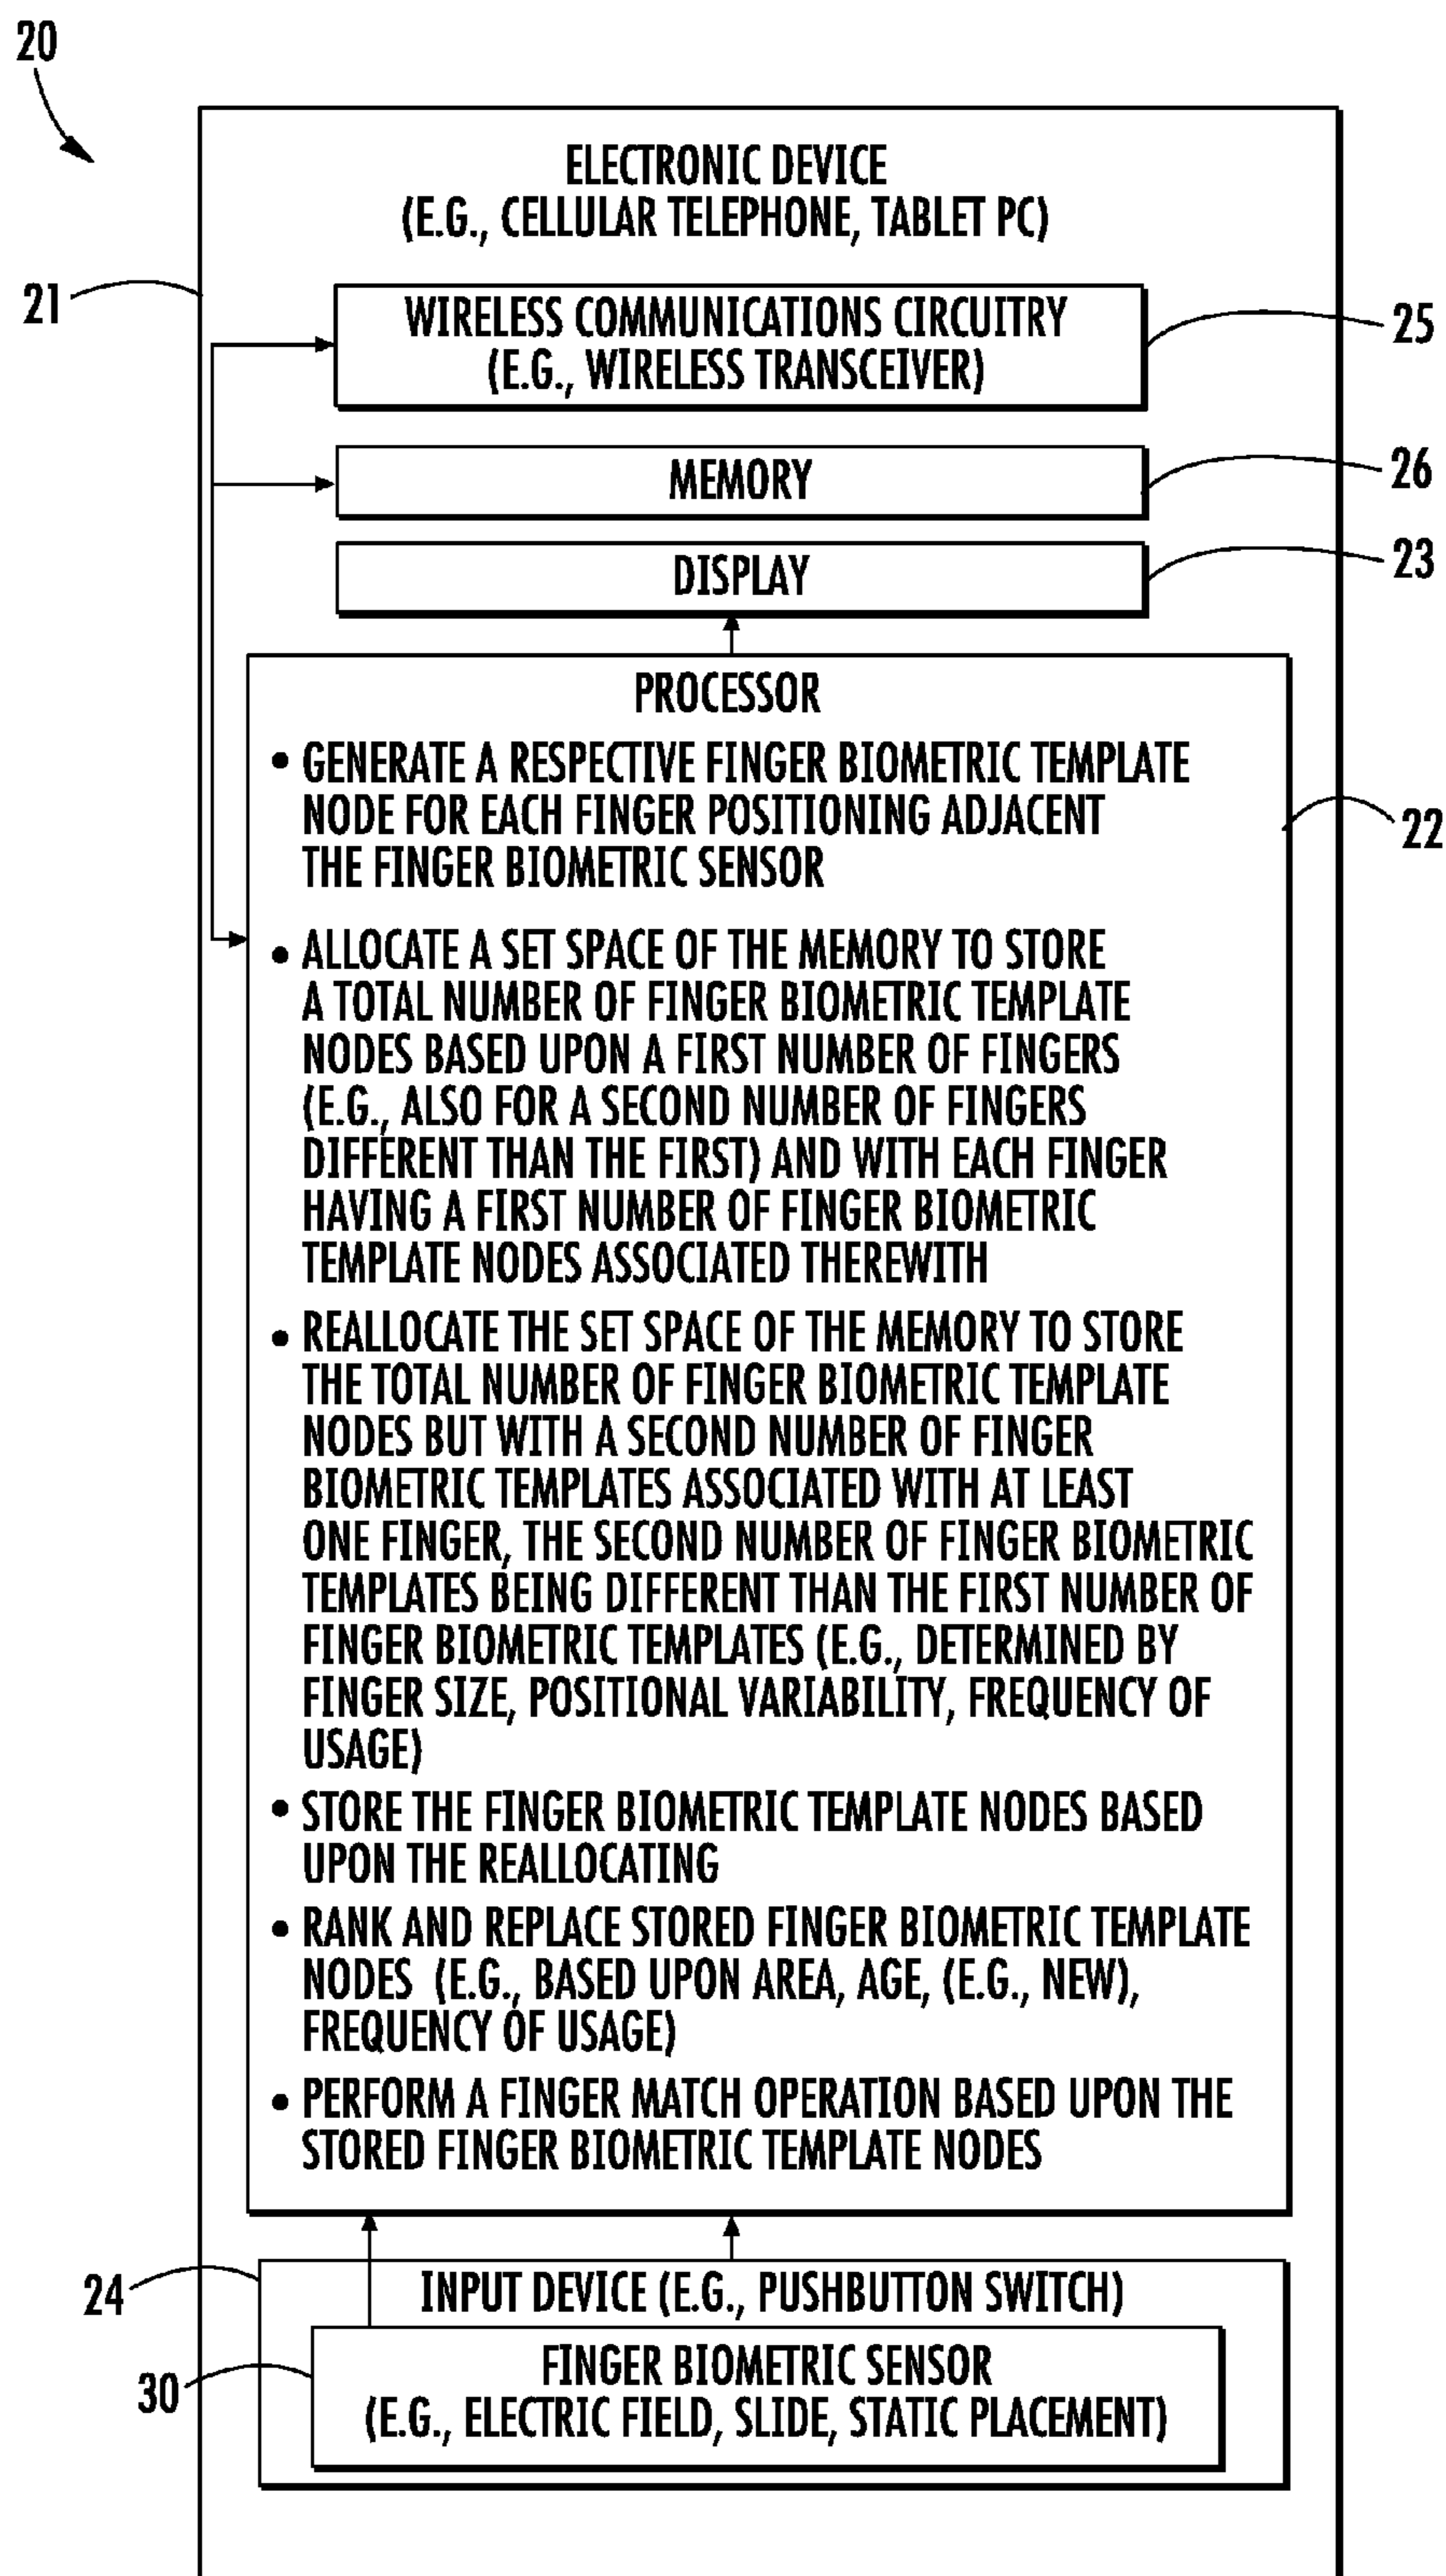 20
ELECTRONIC DEVICE
(E.G., CELLULAR TELEPHONE, TABLET PC)
21
WIRELESS COMMUNICATIONS CIRCUITRY
(E.G., WIRELESS TRANSCEIVER)
25
MEMORY
26
DISPLAY
23
PROCESSOR
• GENERATE A RESPECTIVE FINGER BIOMETRIC TEMPLATE
NODE FOR EACH FINGER POSITIONING ADJACENT
THE FINGER BIOMETRIC SENSOR
22
• ALLOCATE A SET SPACE OF THE MEMORY TO STORE
A TOTAL NUMBER OF FINGER BIOMETRIC TEMPLATE
NODES BASED UPON A FIRST NUMBER OF FINGERS
(E.G., ALSO FOR A SECOND NUMBER OF FINGERS
DIFFERENT THAN THE FIRST) AND WITH EACH FINGER
HAVING A FIRST NUMBER OF FINGER BIOMETRIC
TEMPLATE NODES ASSOCIATED THEREWITH
• REALLOCATE THE SET SPACE OF THE MEMORY TO STORE
THE TOTAL NUMBER OF FINGER BIOMETRIC TEMPLATE
NODES BUT WITH A SECOND NUMBER OF FINGER
BIOMETRIC TEMPLATES ASSOCIATED WITH AT LEAST
ONE FINGER, THE SECOND NUMBER OF FINGER BIOMETRIC
TEMPLATES BEING DIFFERENT THAN THE FIRST NUMBER OF
FINGER BIOMETRIC TEMPLATES (E.G., DETERMINED BY
FINGER SIZE, POSITIONAL VARIABILITY, FREQUENCY OF
USAGE)
• STORE THE FINGER BIOMETRIC TEMPLATE NODES BASED
UPON THE REALLOCATING
• RANK AND REPLACE STORED FINGER BIOMETRIC TEMPLATE
NODES (E.G., BASED UPON AREA, AGE, (E.G., NEW),
FREQUENCY OF USAGE)
• PERFORM A FINGER MATCH OPERATION BASED UPON THE
STORED FINGER BIOMETRIC TEMPLATE NODES
24
INPUT DEVICE (E.G., PUSHBUTTON SWITCH)
30
FINGER BIOMETRIC SENSOR
(E.G., ELECTRIC FIELD, SLIDE, STATIC PLACEMENT)